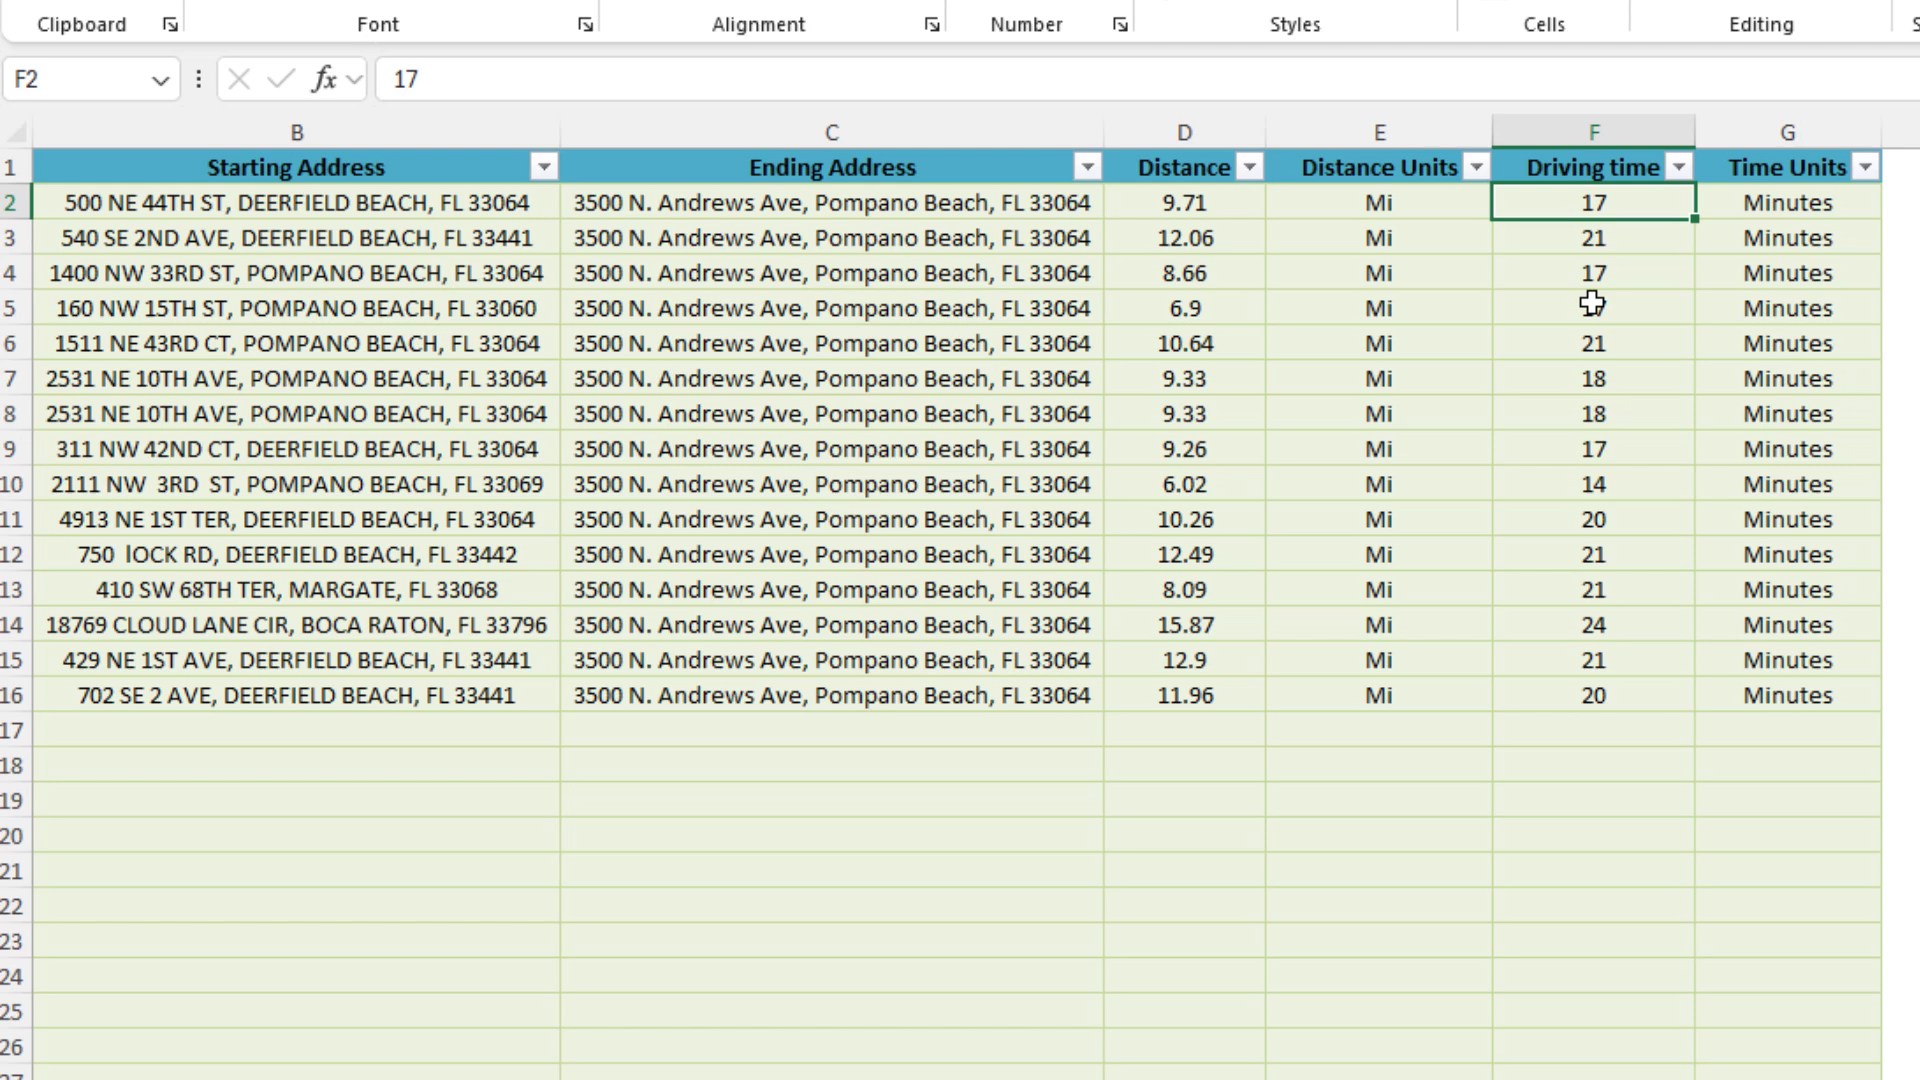 Clipboard Font Alignment Number Styles Cells Editing
F2 fx 17
B C D E F G
1 Starting Address Ending Address Distance Distance Units Driving time Time Units
2 500 NE 44TH ST, DEERFIELD BEACH, FL 33064 3500 N. Andrews Ave, Pompano Beach, FL 33064 9.71 Mi 17 Minutes
3 540 SE 2ND AVE, DEERFIELD BEACH, FL 33441 3500 N. Andrews Ave, Pompano Beach, FL 33064 12.06 Mi 21 Minutes
4 1400 NW 33RD ST, POMPANO BEACH, FL 33064 3500 N. Andrews Ave, Pompano Beach, FL 33064 8.66 Mi 17 Minutes
5 160 NW 15TH ST, POMPANO BEACH, FL 33060 3500 N. Andrews Ave, Pompano Beach, FL 33064 6.9 Mi Minutes
6 1511 NE 43RD CT, POMPANO BEACH, FL 33064 3500 N. Andrews Ave, Pompano Beach, FL 33064 10.64 Mi 21 Minutes
7 2531 NE 10TH AVE, POMPANO BEACH, FL 33064 3500 N. Andrews Ave, Pompano Beach, FL 33064 9.33 Mi 18 Minutes
8 2531 NE 10TH AVE, POMPANO BEACH, FL 33064 3500 N. Andrews Ave, Pompano Beach, FL 33064 9.33 Mi 18 Minutes
9 311 NW 42ND CT, DEERFIELD BEACH, FL 33064 3500 N. Andrews Ave, Pompano Beach, FL 33064 9.26 Mi 17 Minutes
10 2111 NW 3RD ST, POMPANO BEACH, FL 33069 3500 N. Andrews Ave, Pompano Beach, FL 33064 6.02 Mi 14 Minutes
11 4913 NE 1ST TER, DEERFIELD BEACH, FL 33064 3500 N. Andrews Ave, Pompano Beach, FL 33064 10.26 Mi 20 Minutes
12 750 lOCK RD, DEERFIELD BEACH, FL 33442 3500 N. Andrews Ave, Pompano Beach, FL 33064 12.49 Mi 21 Minutes
13 410 SW 68TH TER, MARGATE, FL 33068 3500 N. Andrews Ave, Pompano Beach, FL 33064 8.09 Mi 21 Minutes
14 18769 CLOUD LANE CIR, BOCA RATON, FL 33796 3500 N. Andrews Ave, Pompano Beach, FL 33064 15.87 Mi 24 Minutes
15 429 NE 1ST AVE, DEERFIELD BEACH, FL 33441 3500 N. Andrews Ave, Pompano Beach, FL 33064 12.9 Mi 21 Minutes
16 702 SE 2 AVE, DEERFIELD BEACH, FL 33441 3500 N. Andrews Ave, Pompano Beach, FL 33064 11.96 Mi 20 Minutes
17
18
19
20
21
22
23
24
25
26